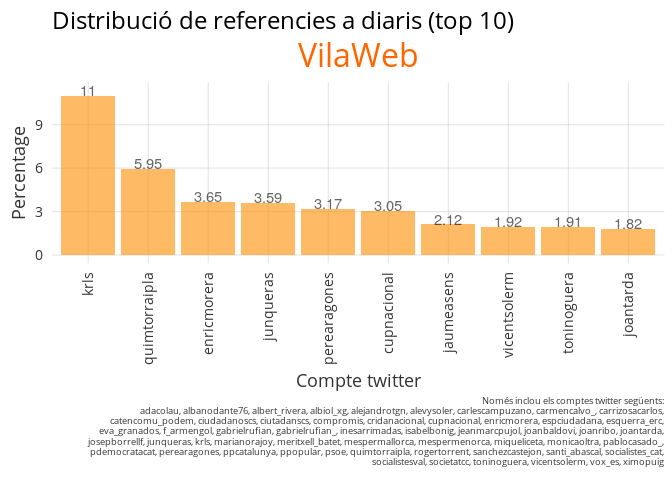 Distribució de referencies a diaris (top 10)
VilaWeb
Percentage
9
6
3
0
11
5.95
3.65
3.59
3.17
3.05
2.12
1.92
1.91
1.82
krls
quimtorraipla
enricmorera
junqueras
perearagones
cupnacional
jaumeasens
vicentsolerm
toninoguera
joantarda
Compte twitter
Només inclou els comptes twitter següents:
adacolau, albanodante76, albert_rivera, albiol_xg, alejandrotgn, alevysoler, carlescampuzano, carmencalvo_, carrizosacarlos,
catencomu_podem, ciudadanoscs, ciutadanscs, compromis, cridanacional, cupnacional, enricmorera, espciudadana, esquerra_erc,
eva_granados, f_armengol, gabrielrufian, gabrielrufian_, inesarrimadas, isabelbonig, jeanmarcpujol, joanbaldovi, joanribo, joantarda,
josepborrellf, junqueras, krls, marianorajoy, meritxell_batet, mespermallorca, mespermenorca, miqueliceta, monicaoltra, pablocasado_,
pdemocratacat, perearagones, ppcatalunya, ppopular, psoe, quimtorraipla, rogertorrent, sanchezcastejon, santi_abascal, socialistes_cat,
socialistesval, societatcc, toninoguera, vicentsolerm, vox_es, ximopuig